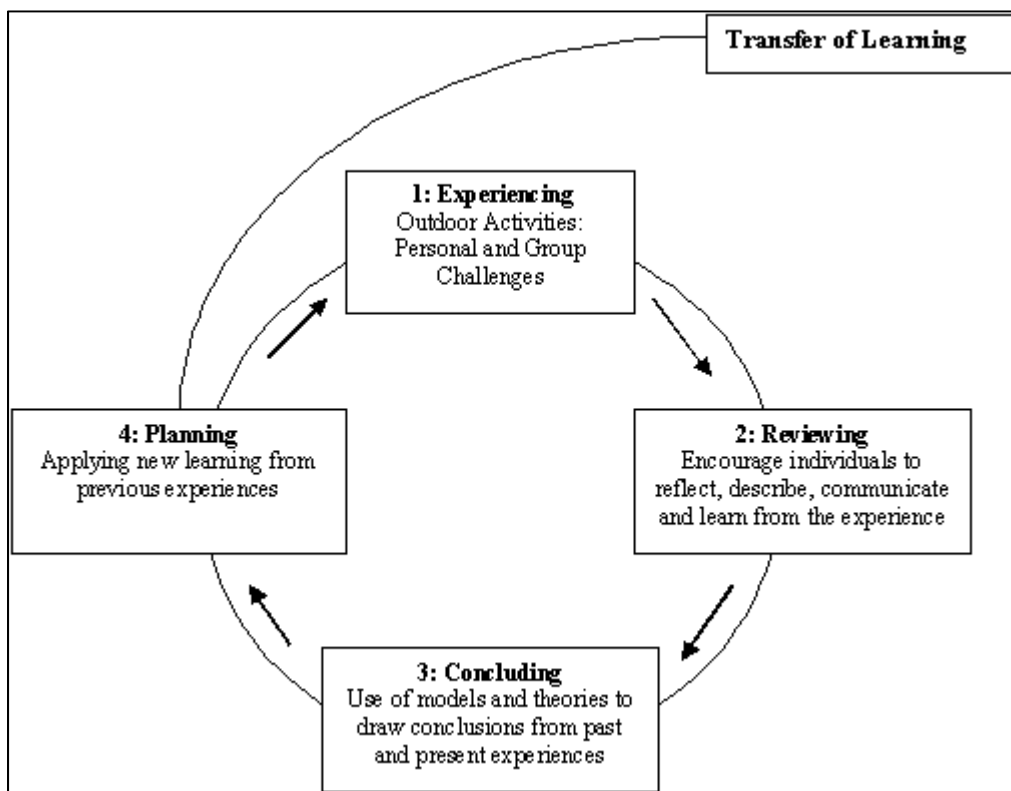 Transfer of Learning
1: Experiencing
Outdoor Activities:
Personal and Group
Challenges
2: Reviewing
Encourage individuals to
reflect, describe, communicate
and learn from the experience
3: Concluding
Use of models and theories to
draw conclusions from past
and present experiences
4: Planning
Applying new learning from
previous experiences